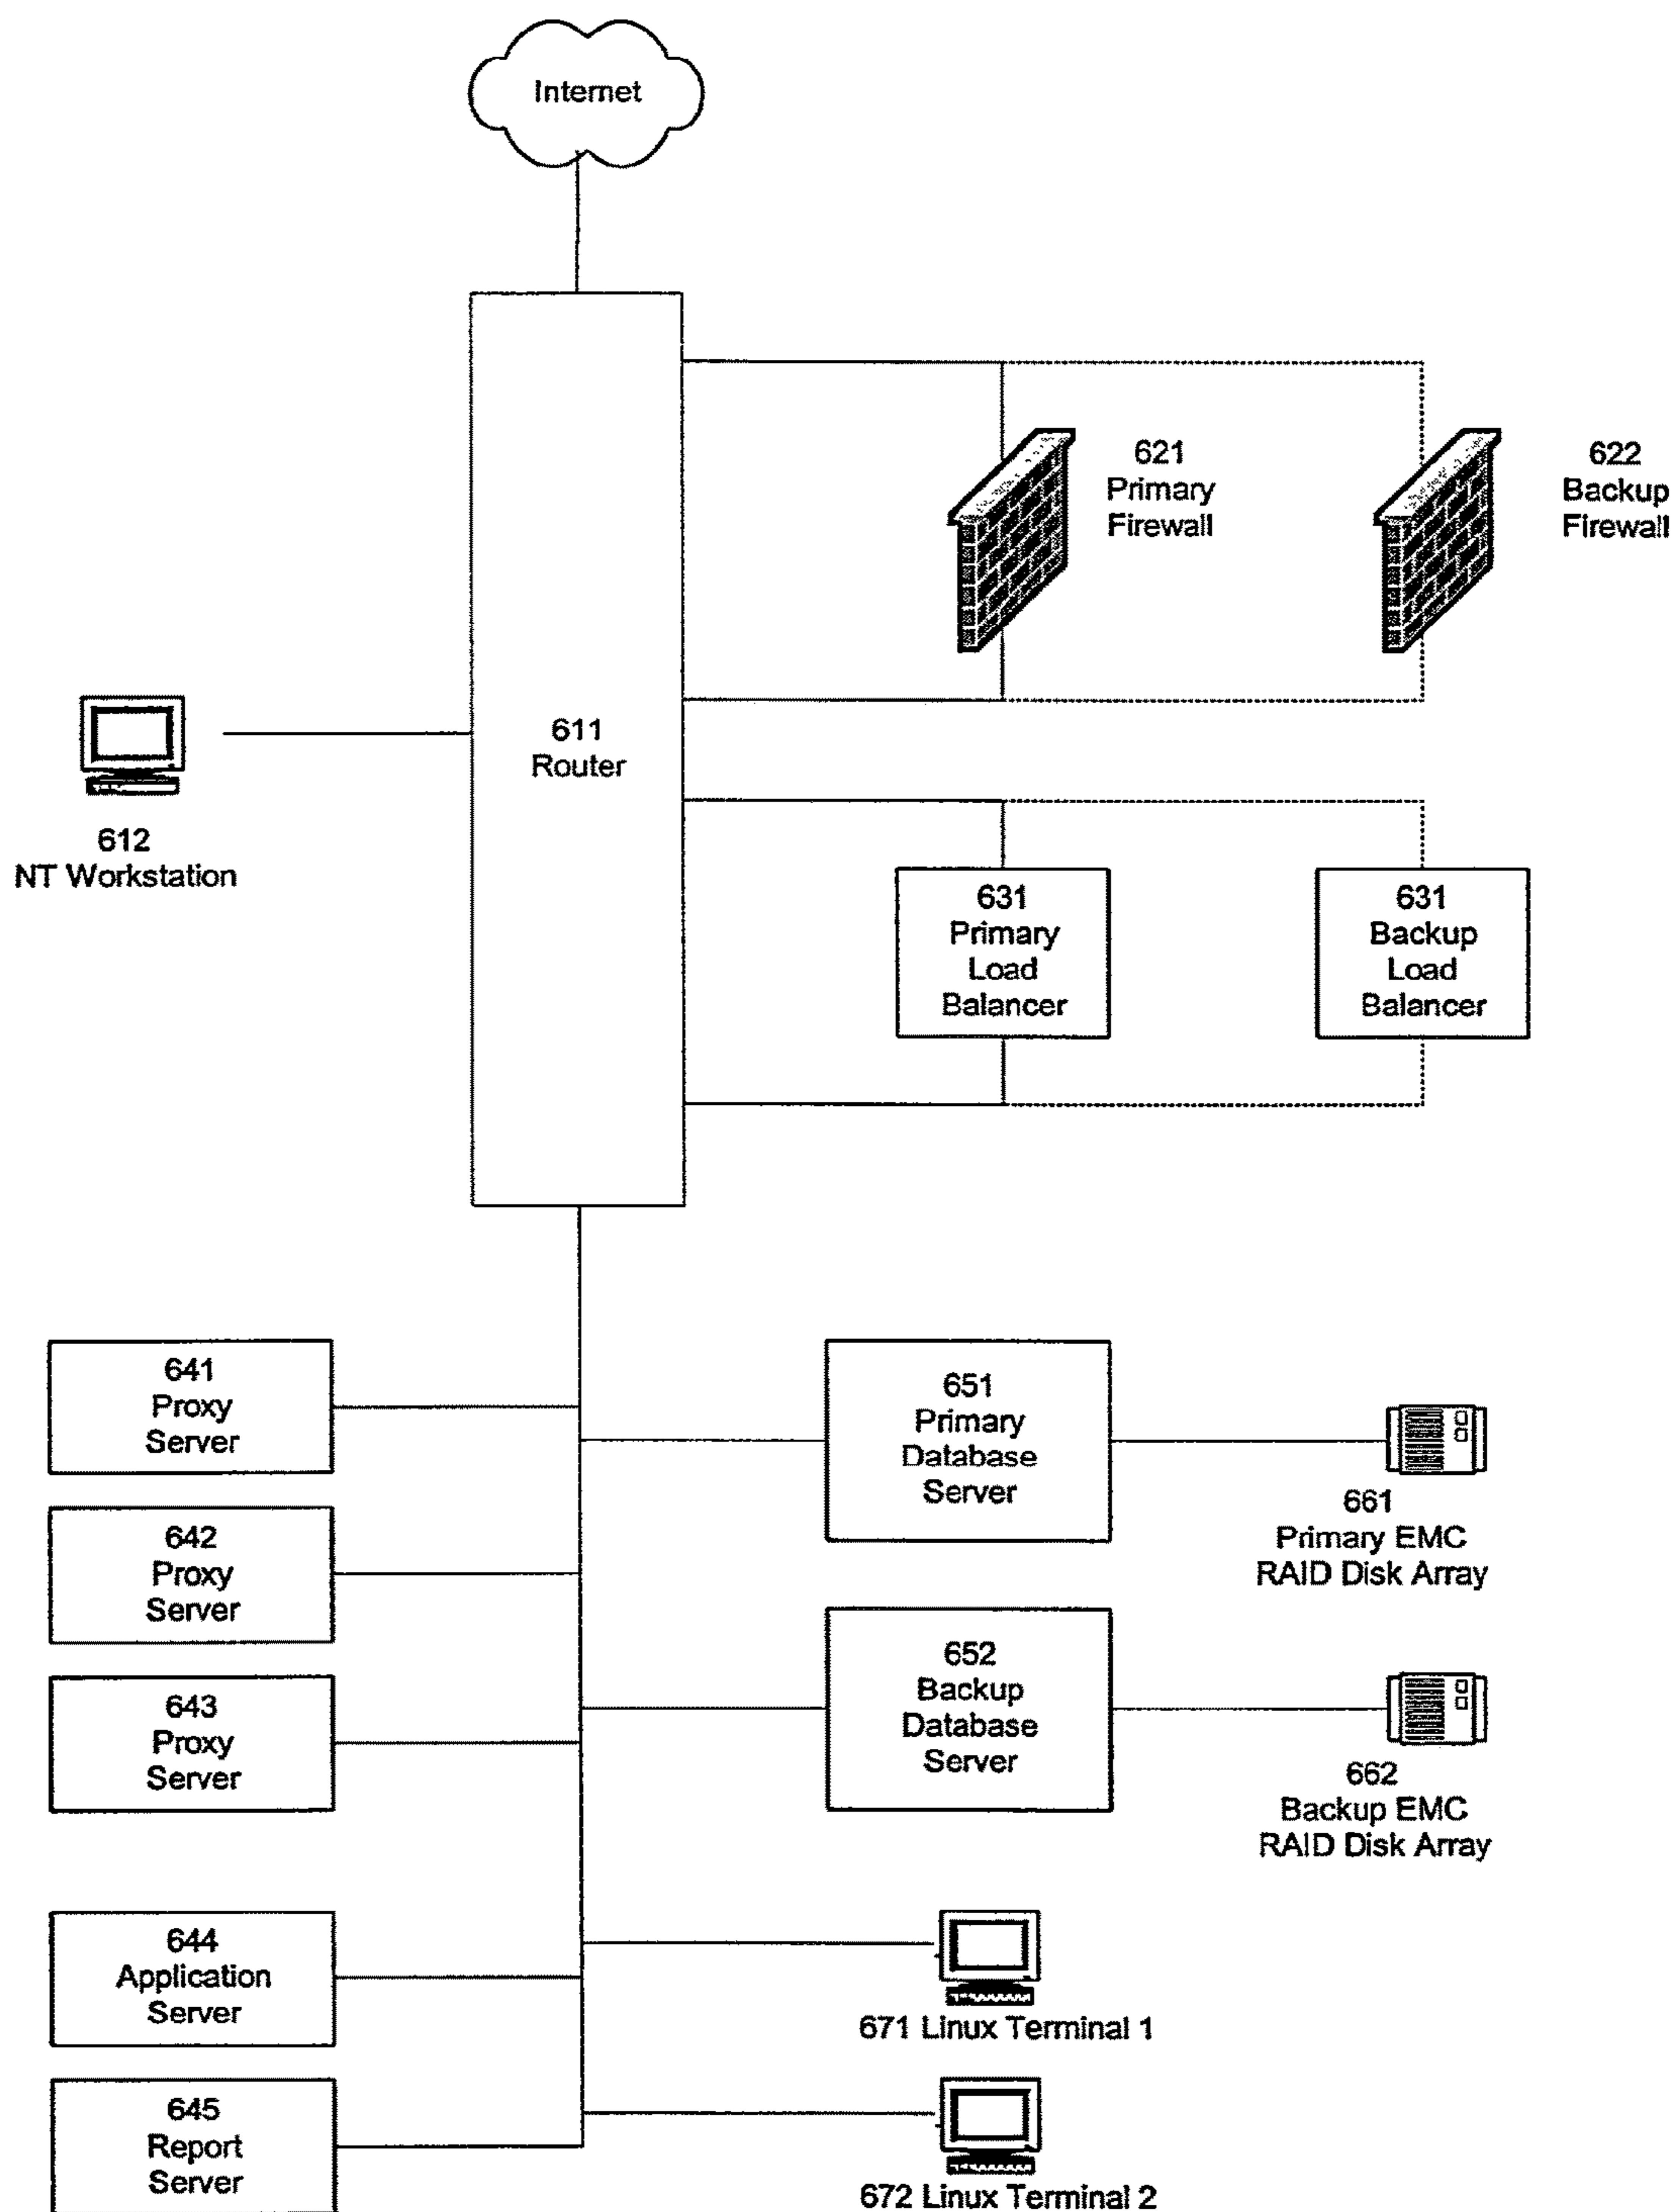 Internet
621
Primary
Firewall
622
Backup
Firewall
611
Router
612
NT Workstation
631
Primary
Load
Balancer
631
Backup
Load
Balancer
641
Proxy
Server
651
Primary
Database
Server
661
Primary EMC
RAID Disk Array
642
Proxy
Server
652
Backup
Database
Server
643
Proxy
Server
662
Backup EMC
RAID Disk Array
644
Application
Server
671 Linux Terminal 1
645
Report
Server
672 Linux Terminal 2